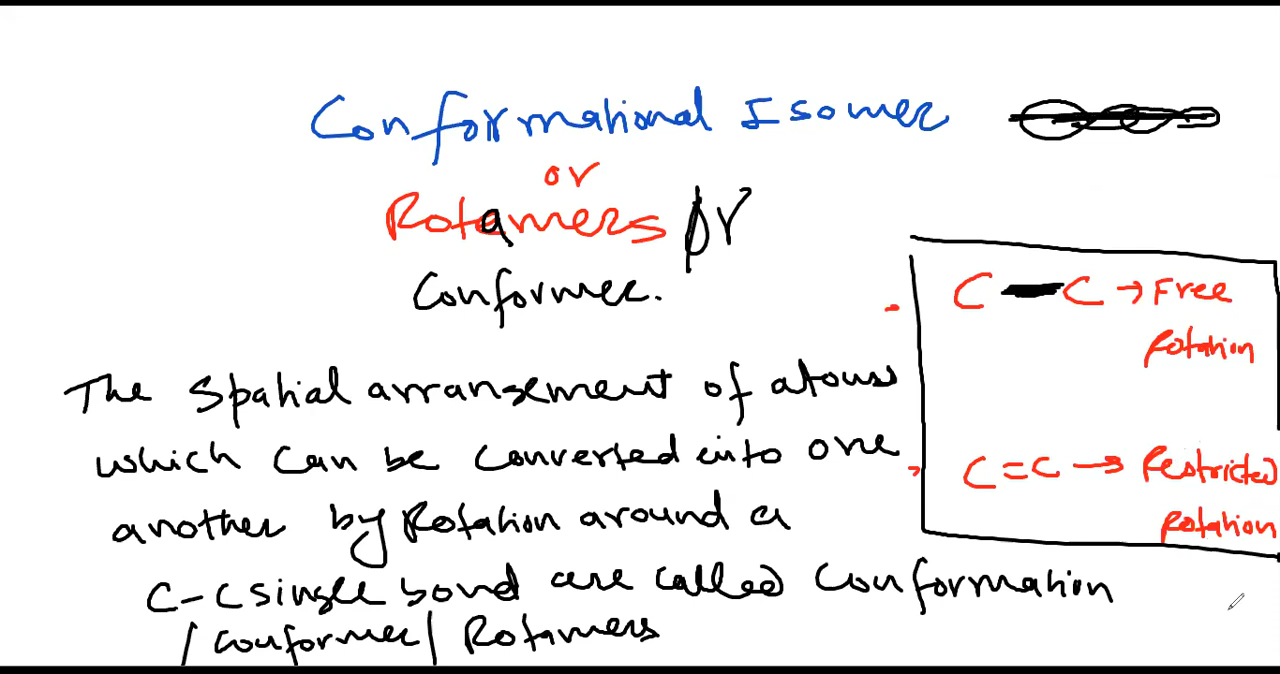 Conformational Isomer
or
Rotamers or
Conformer.
The spatial arrangement of atoms
which can be converted into one
another by Rotation around a
C-C single bond are called Conformation
/Conformer/ Rotamers
C — C → Free
Rotation
C = C → Restricted
Rotation